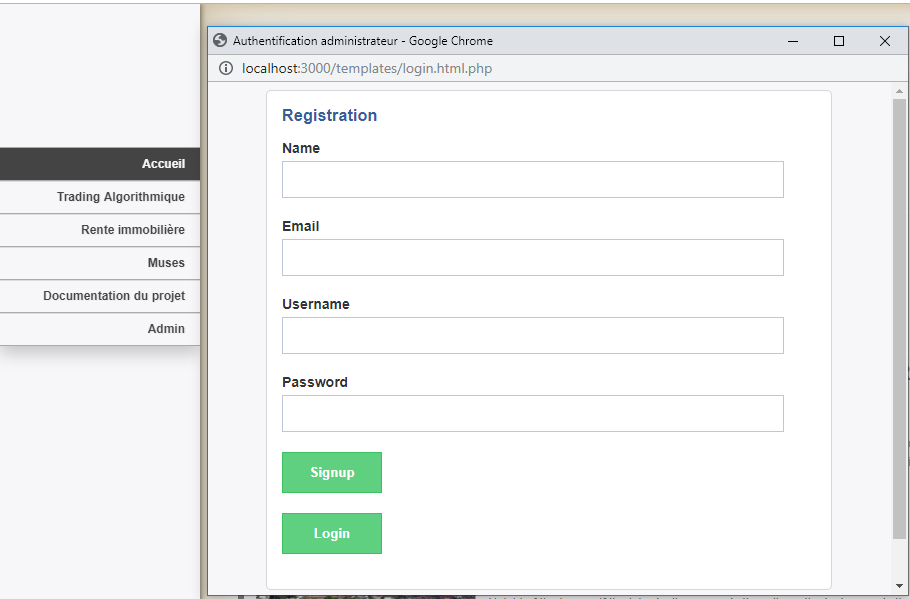 Authentification administrateur - Google Chrome
localhost:3000/templates/login.html.php
Accueil
Trading Algorithmique
Rente immobilière
Muses
Documentation du projet
Admin
Registration
Name
Email
Username
Password
Signup
Login